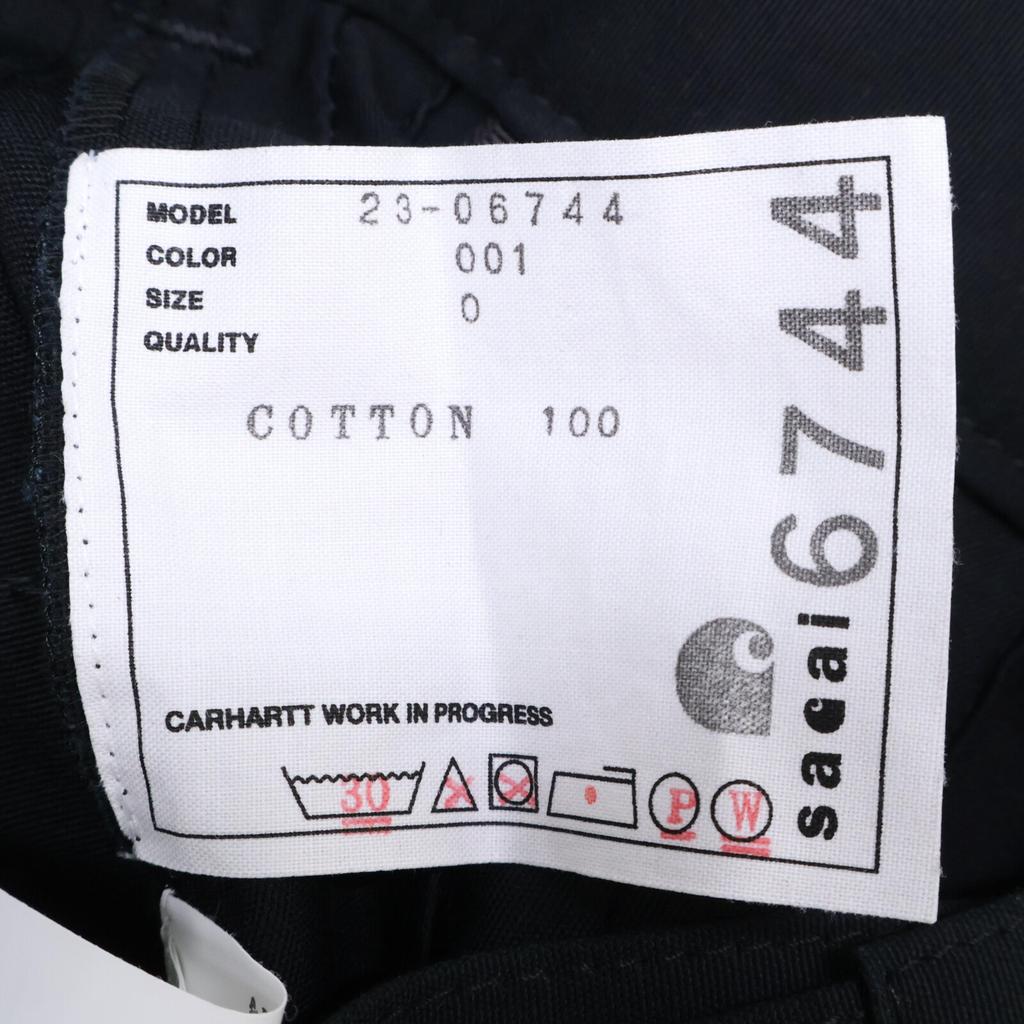 MODEL 23-06744
COLOR 001
SIZE 0
QUALITY
COTTON 100
CARHARTT WORK IN PROGRESS
30
P
W
sacai 6744